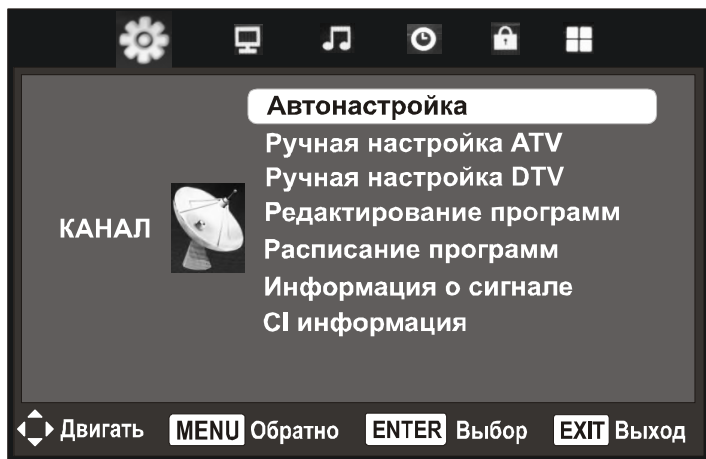 Автонастройка
Ручная настройка ATV
Ручная настройка DTV
Редактирование программ
КАНАЛ
Расписание программ
Информация о сигнале
CI информация
Двигать MENU Обратно ENTER Выбор EXIT Выход